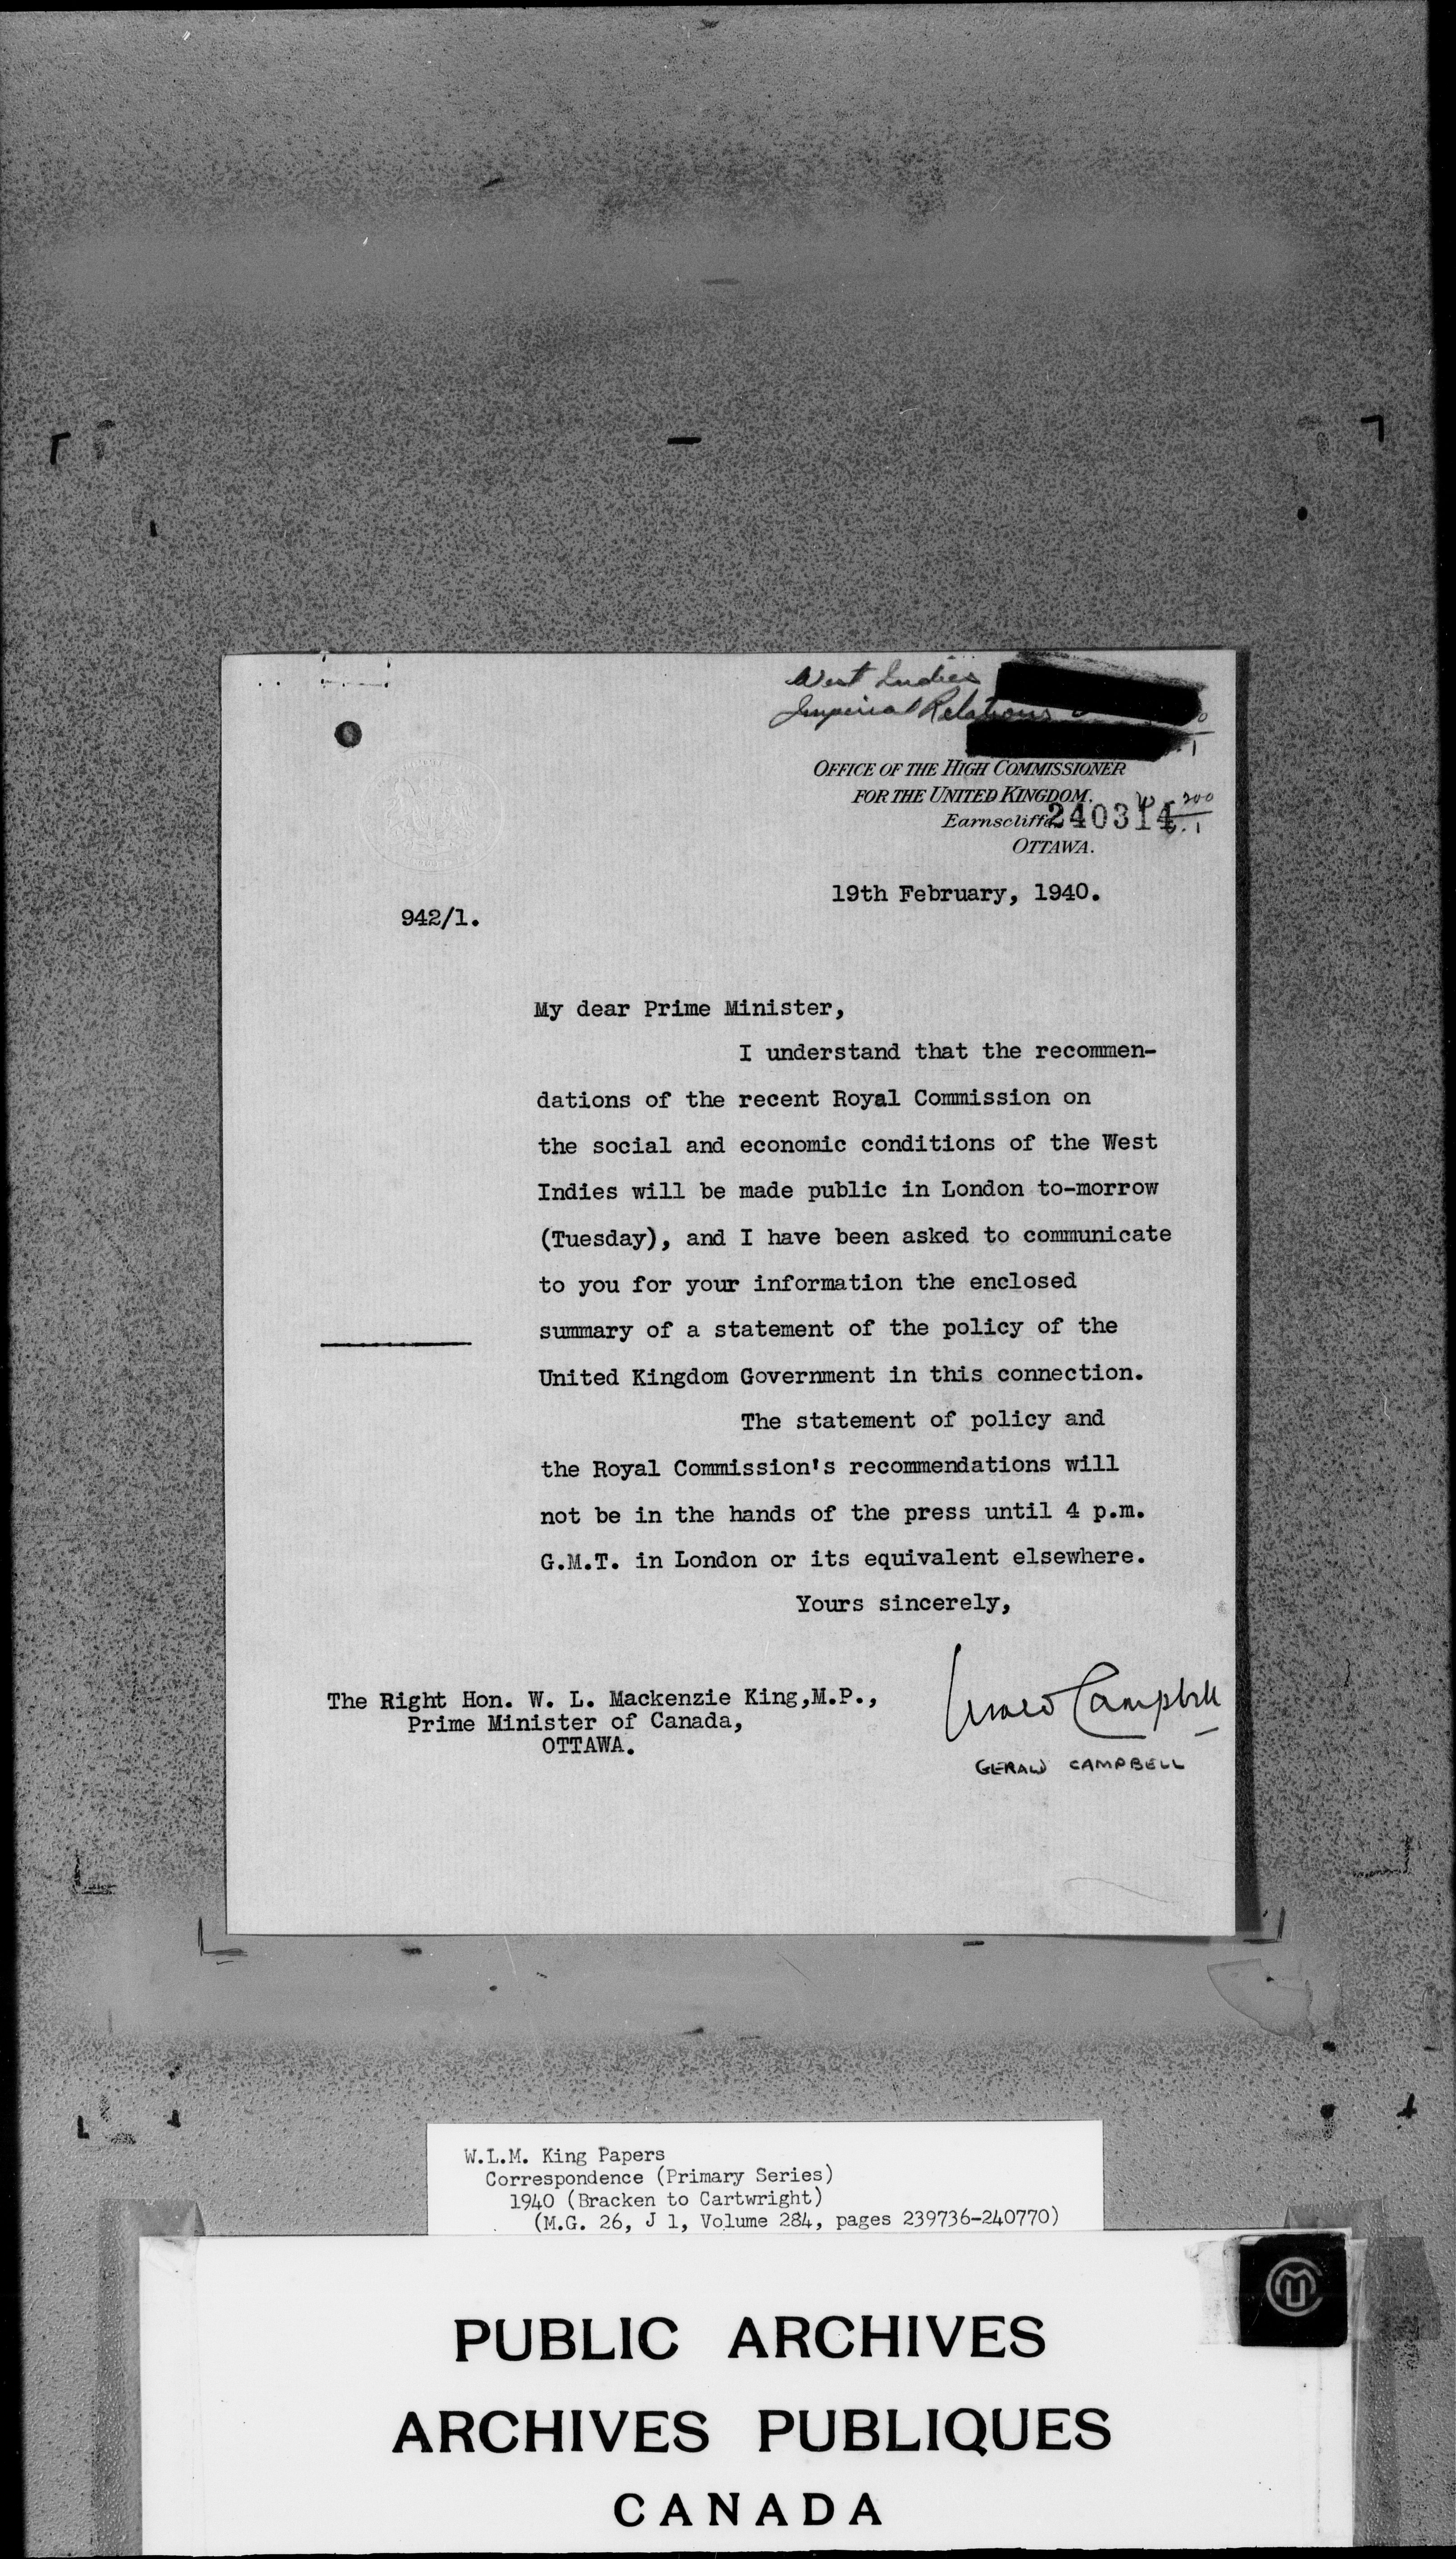 West Indies
Imperial Relations
OFFICE OF THE HIGH COMMISSIONER
FOR THE UNITED KINGDOM.
Earnscliffe
240314
OTTAWA.
19th February, 1940.
942/1.
My dear Prime Minister,
I understand that the recommen-
dations of the recent Royal Commission on
the social and economic conditions of the West
Indies will be made public in London to-morrow
(Tuesday), and I have been asked to communicate
to you for your information the enclosed
summary of a statement of the policy of the
United Kingdom Government in this connection.
The statement of policy and
the Royal Commission's recommendations will
not be in the hands of the press until 4 p.m.
G.M.T. in London or its equivalent elsewhere.
Yours sincerely,
Gerald Campbell
GERALD CAMPBELL
The Right Hon. W. L. Mackenzie King,M.P.,
Prime Minister of Canada,
OTTAWA.
W.L.M. King Papers
Correspondence (Primary Series)
1940 (Bracken to Cartwright)
(M.G. 26, J 1, Volume 284, pages 239736-240770)
PUBLIC ARCHIVES
ARCHIVES PUBLIQUES
CANADA